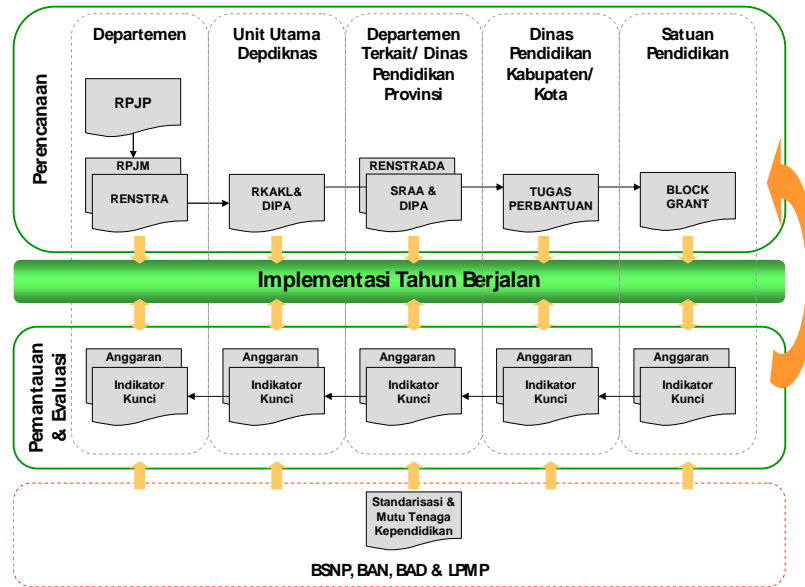 Departemen
Unit Utama
Depdiknas
Departemen
Terkait/ Dinas
Pendidikan
Provinsi
Dinas
Pendidikan
Kabupaten/
Kota
Satuan
Pendidikan
Perencanaan
RPJP
RPJM
RENSTRA
RKAKL&
DIPA
RENSTRADA
SRAA &
DIPA
TUGAS
PERBANTUAN
BLOCK
GRANT
Implementasi Tahun Berjalan
Pemantauan
& Evaluasi
Anggaran
Indikator
Kunci
Anggaran
Indikator
Kunci
Anggaran
Indikator
Kunci
Anggaran
Indikator
Kunci
Anggaran
Indikator
Kunci
Standarisasi &
Mutu Tenaga
Kependidikan
BSNP, BAN, BAD & LPMP